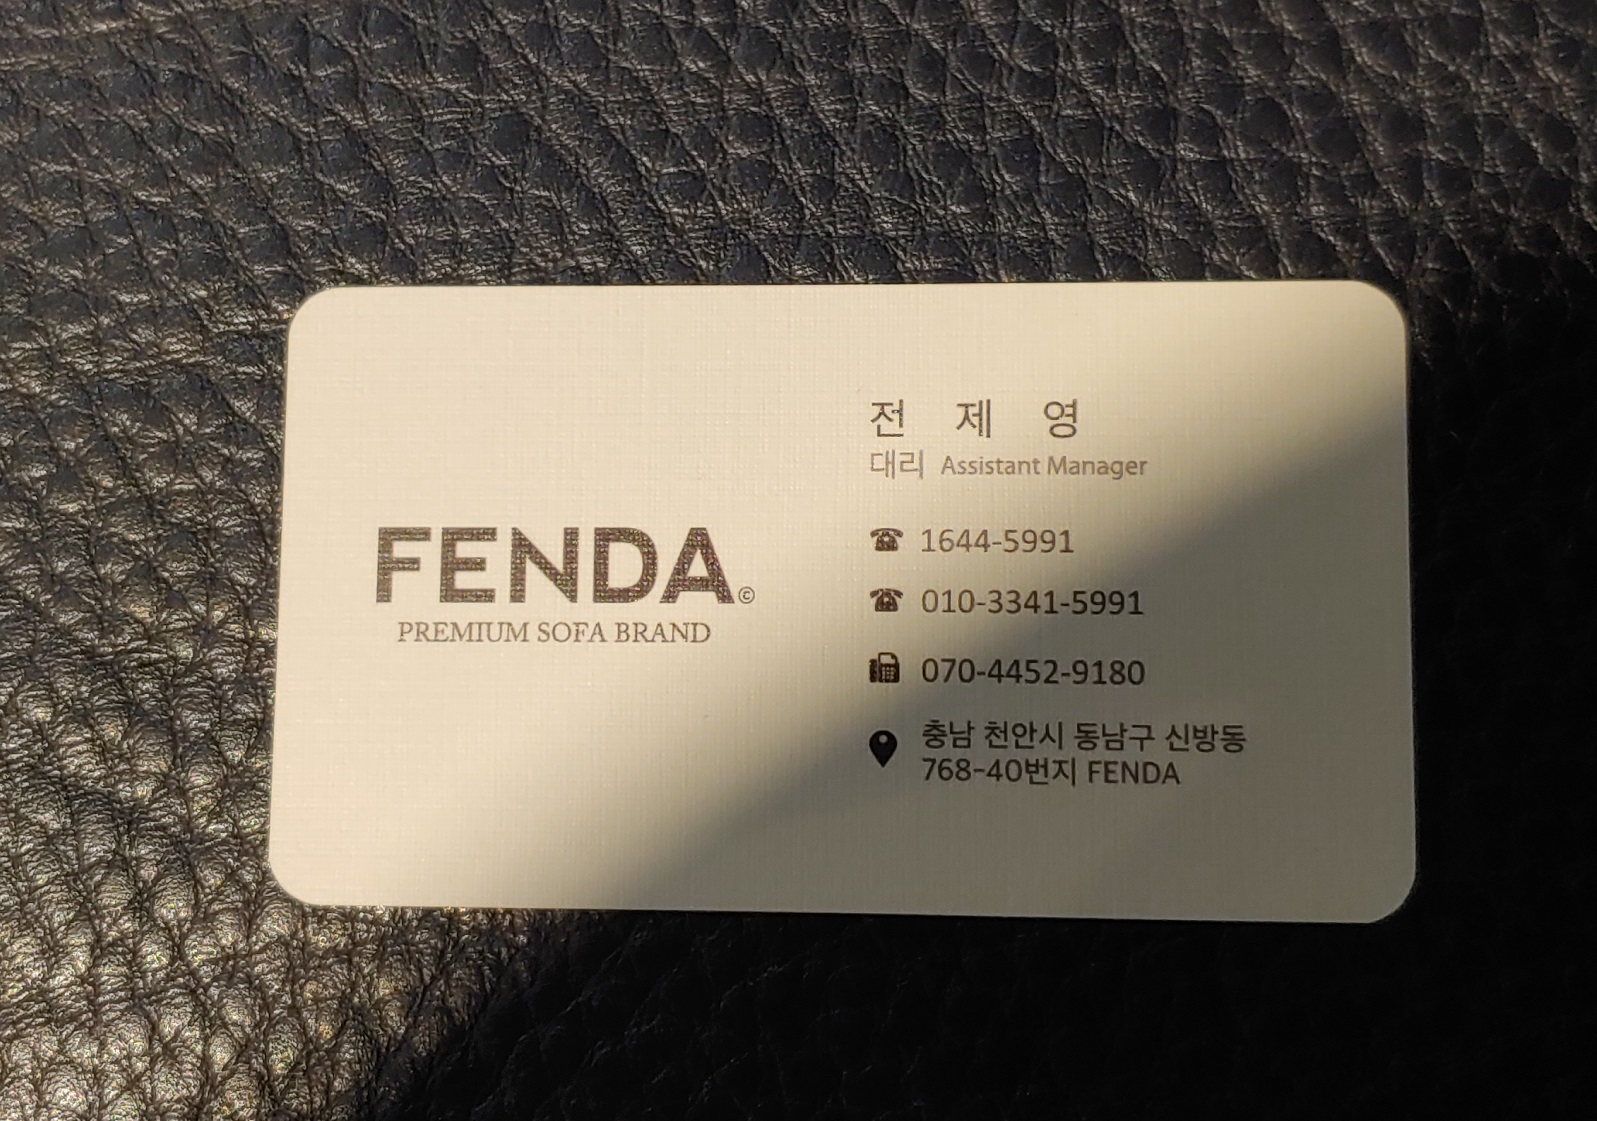 FENDA©
PREMIUM SOFA BRAND
전 제 영
대리 Assistant Manager
1644-5991
010-3341-5991
070-4452-9180
충남 천안시 동남구 신방동
768-40번지 FENDA